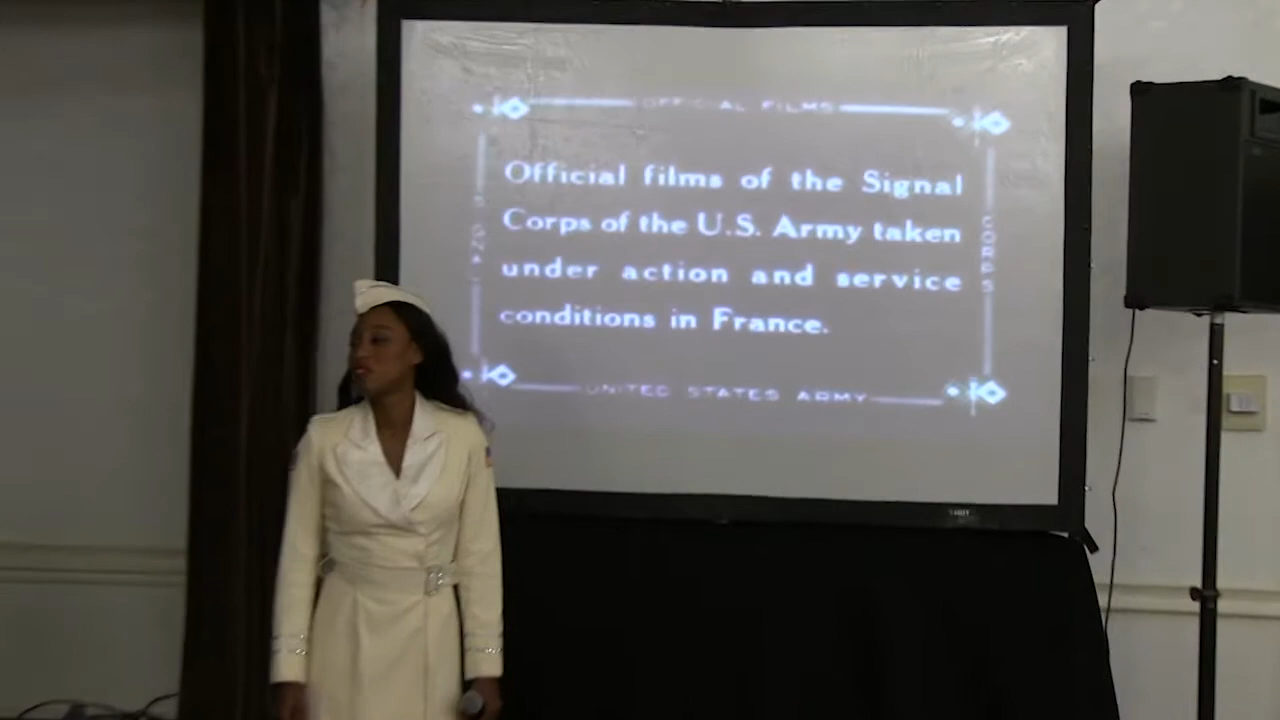 OFFICIAL FILMS
Official films of the Signal
Corps of the U.S. Army taken
under action and service
conditions in France.
CORPS
UNITED STATES ARMY